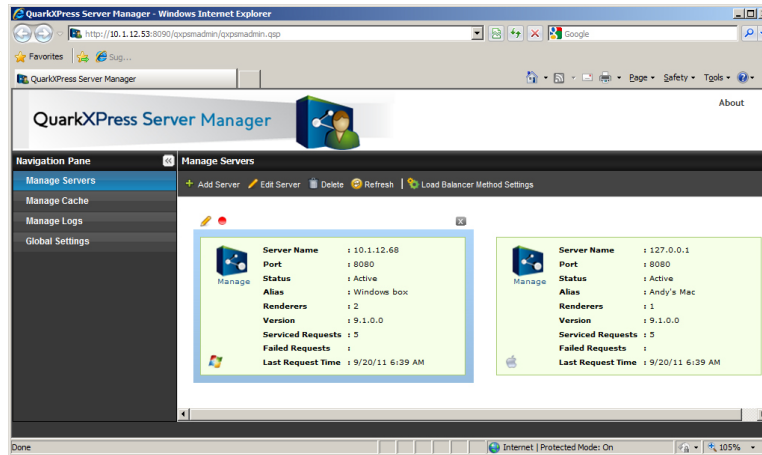 QuarkXPress Server Manager - Windows Internet Explorer
http://10.1.12.53:8090/qxpsmadmin/qxpsmadmin.qsp
Google
Favorites Sug...
QuarkXPress Server Manager
Page Safety Tools
About
QuarkXPress Server Manager
Navigation Pane
Manage Servers
Manage Cache
Manage Logs
Global Settings
Manage Servers
Add Server Edit Server Delete Refresh | Load Balancer Method Settings
Manage
Server Name : 10.1.12.68
Port : 8080
Status : Active
Alias : Windows box
Renderers : 2
Version : 9.1.0.0
Serviced Requests : 5
Failed Requests :
Last Request Time : 9/20/11 6:39 AM
Manage
Server Name : 127.0.0.1
Port : 8080
Status : Active
Alias : Andy's Mac
Renderers : 1
Version : 9.1.0.0
Serviced Requests : 5
Failed Requests :
Last Request Time : 9/20/11 6:39 AM
Done
Internet | Protected Mode: On
105%